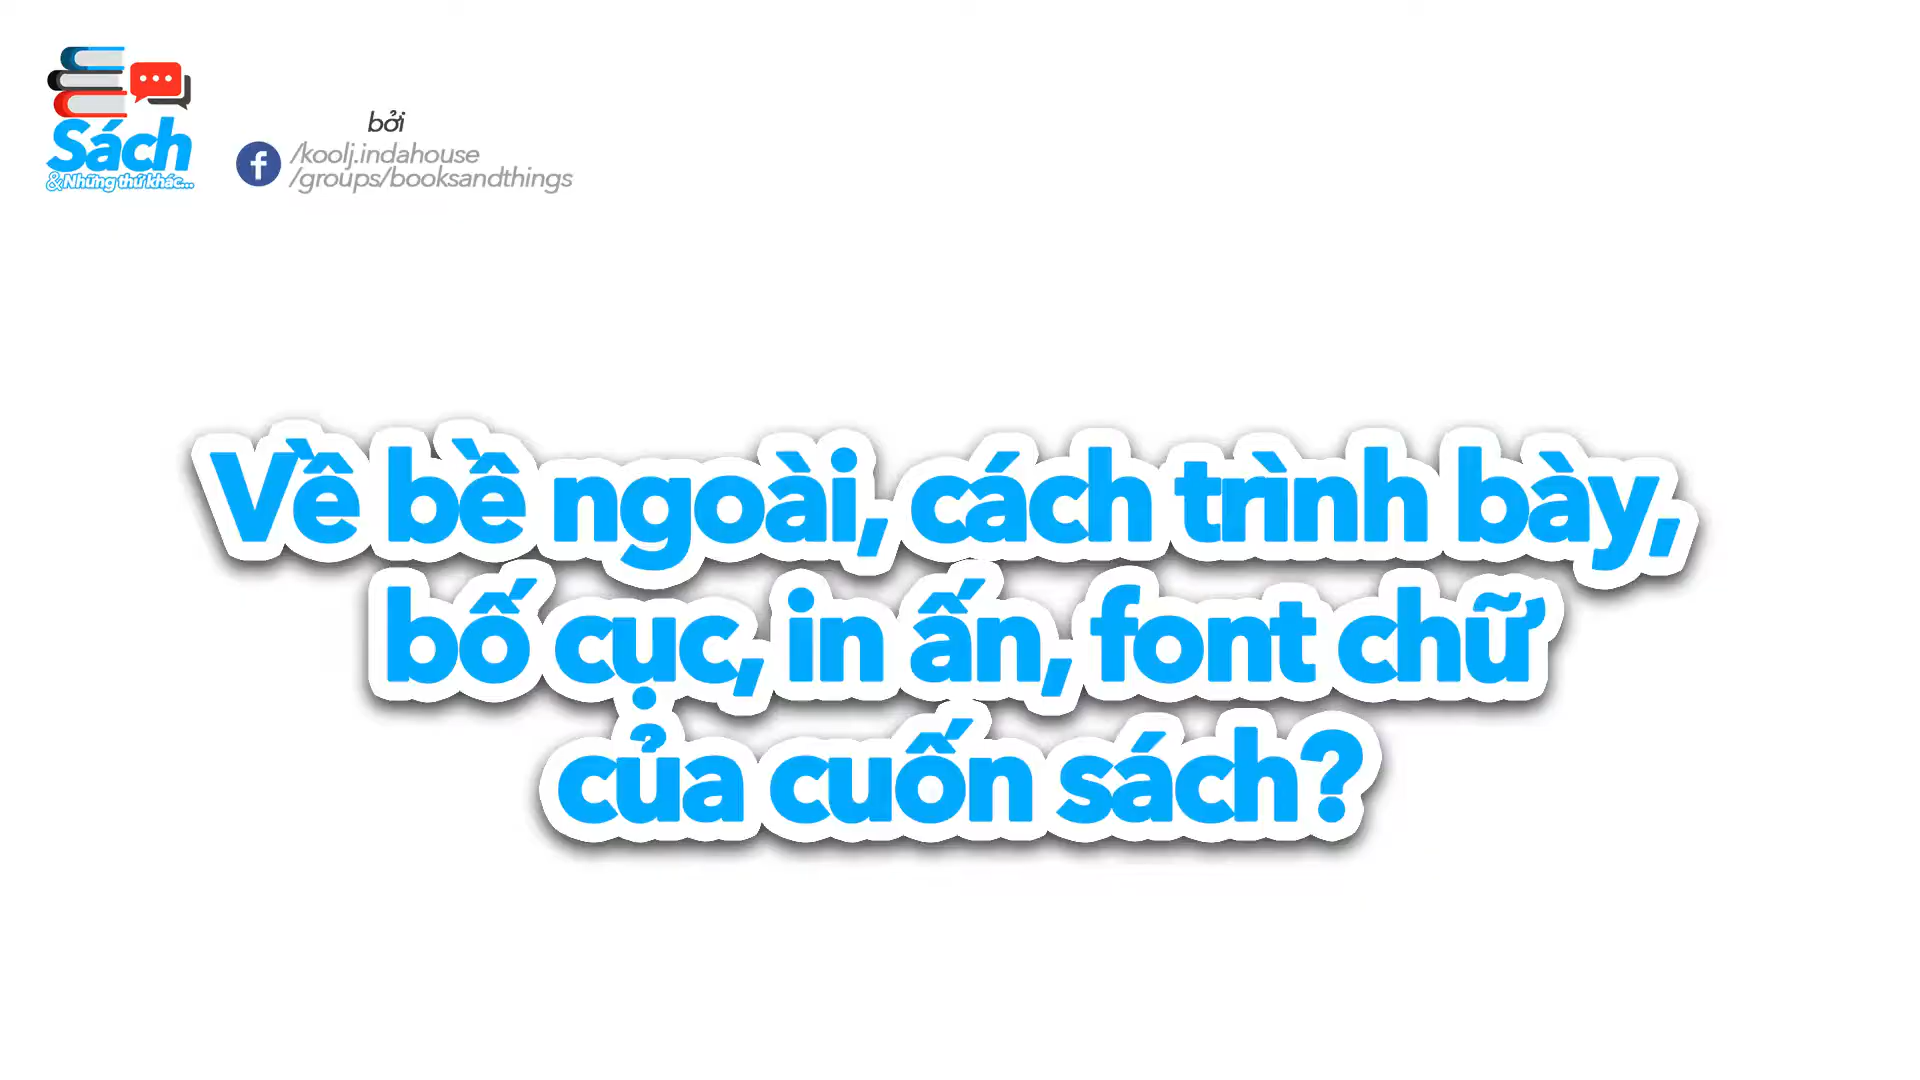 Sách
&Những thứ khác...
bởi
/koolj.indahouse
/groups/booksandthings
Về bề ngoài, cách trình bày,
bố cục, in ấn, font chữ
của cuốn sách?